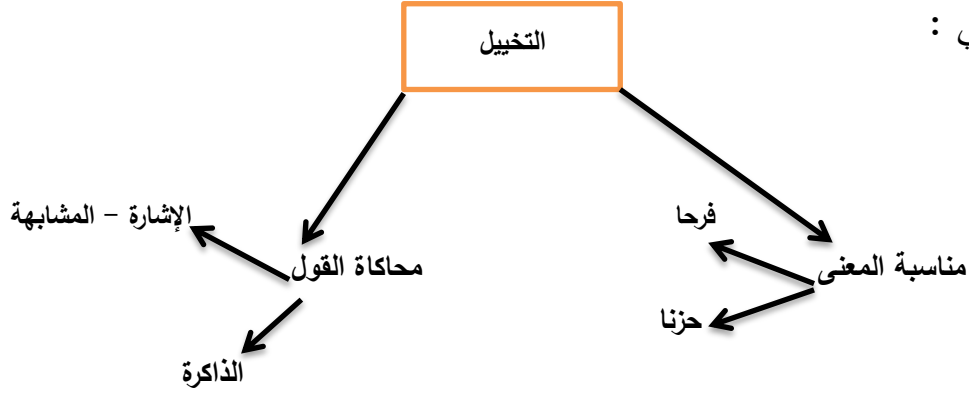 :
التخييل
فرحا
الإشارة – المشابهة
مناسبة المعنى
محاكاة القول
حزنا
الذاكرة